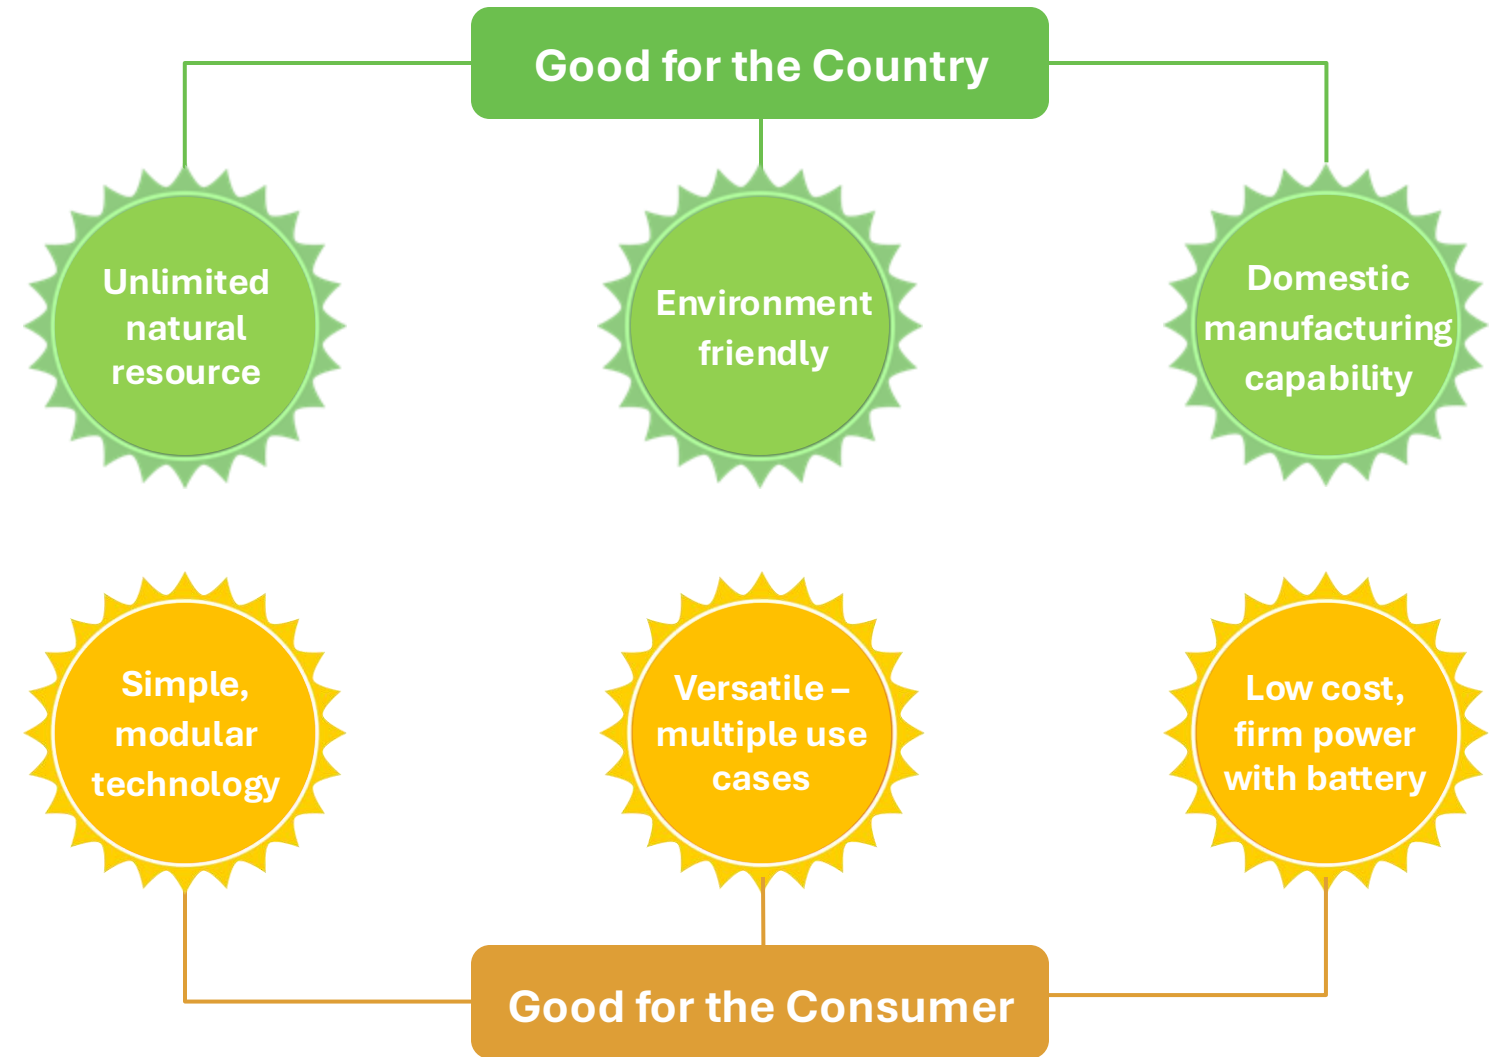 Good for the Country
Unlimited
natural
resource
Environment
friendly
Domestic
manufacturing
capability
Simple,
modular
technology
Versatile –
multiple use
cases
Low cost,
firm power
with battery
Good for the Consumer